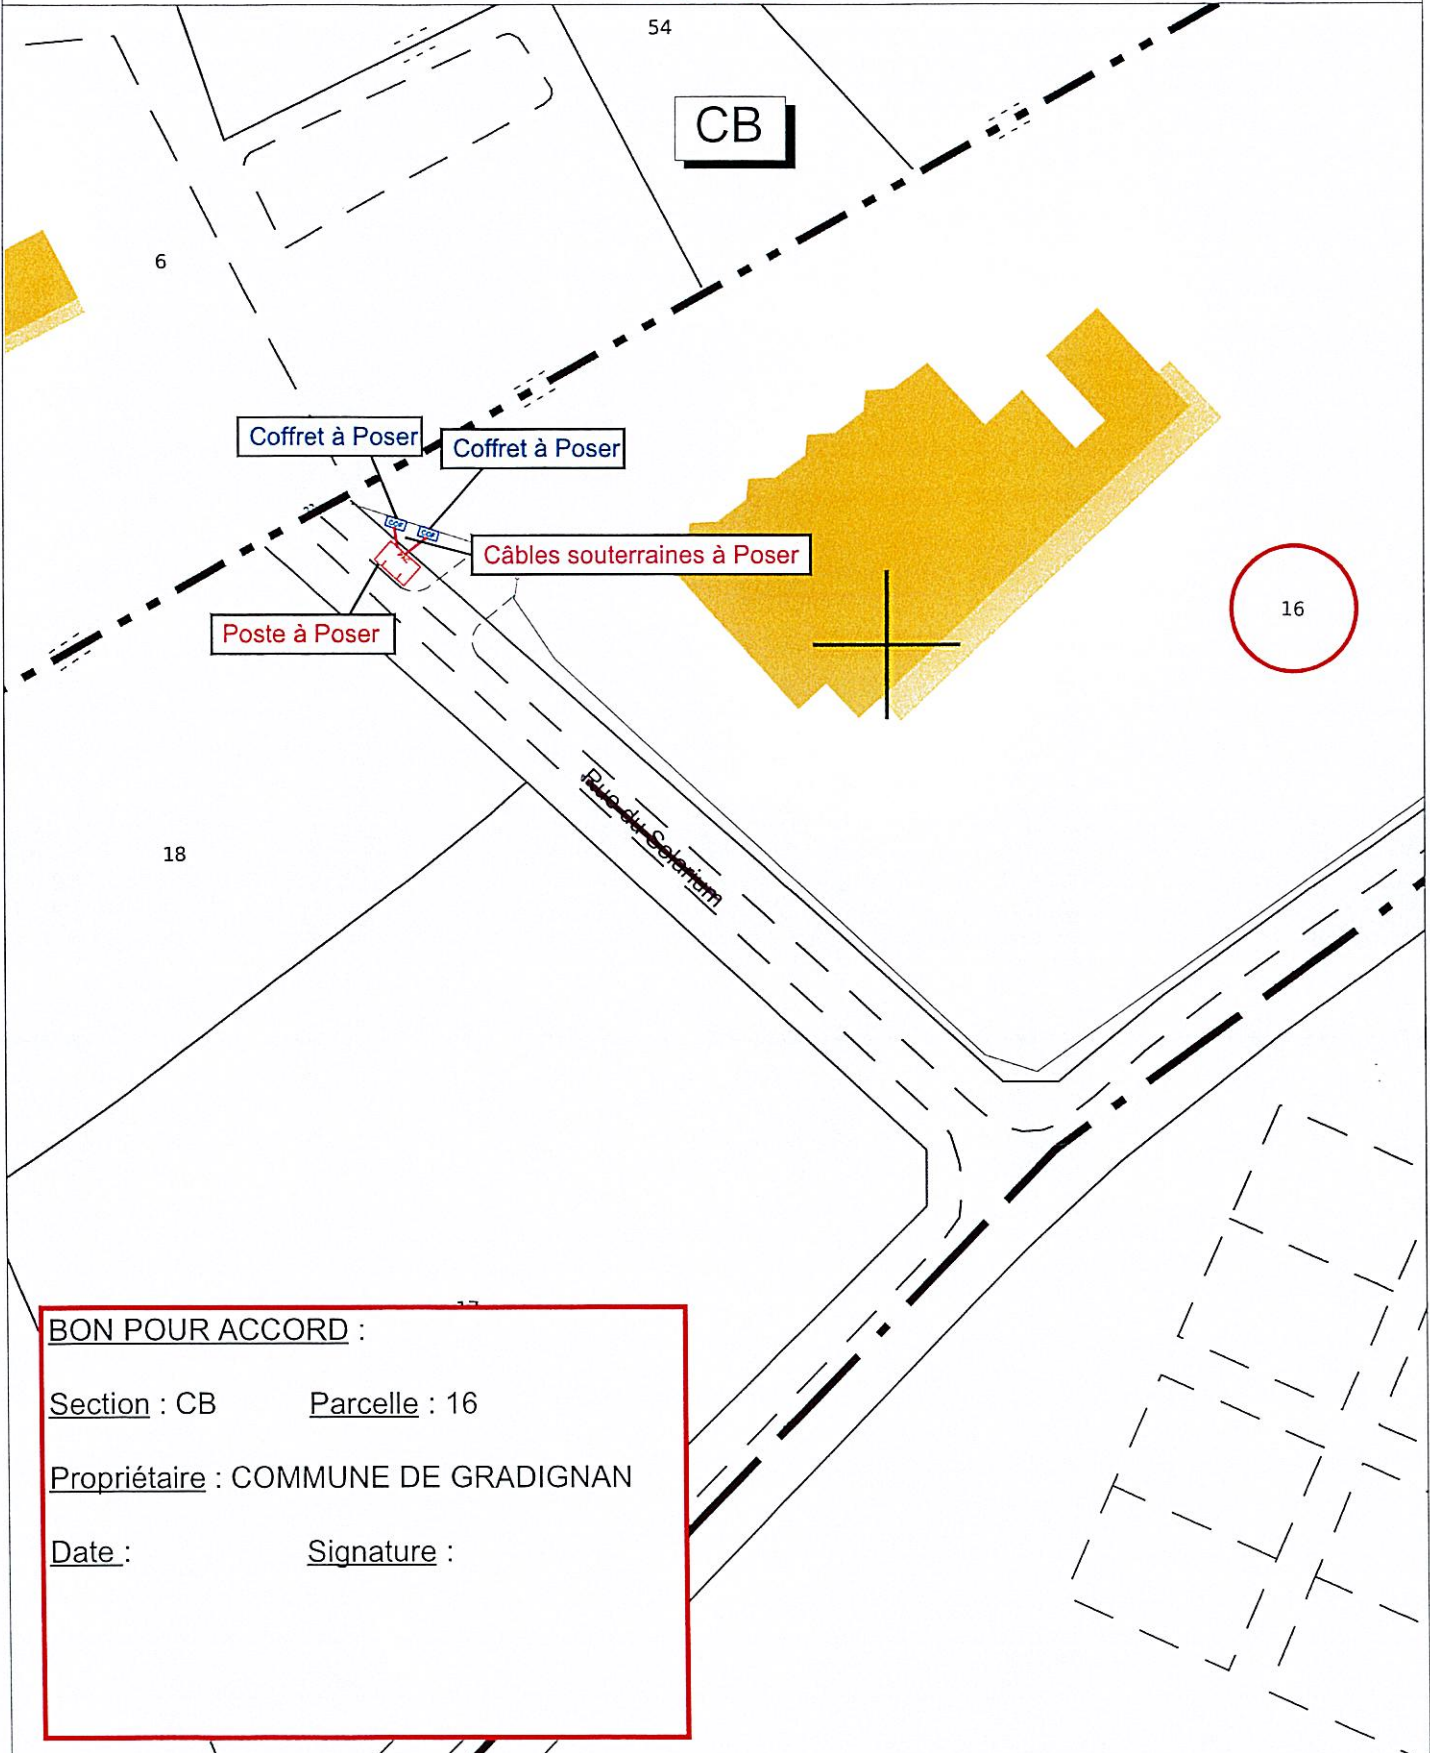 54
CB
6
Coffret à Poser
Coffret à Poser
Câbles souterraines à Poser
Poste à Poser
16
Rue du Solarium
18
BON POUR ACCORD :
Section : CB Parcelle : 16
Propriétaire : COMMUNE DE GRADIGNAN
Date : Signature :